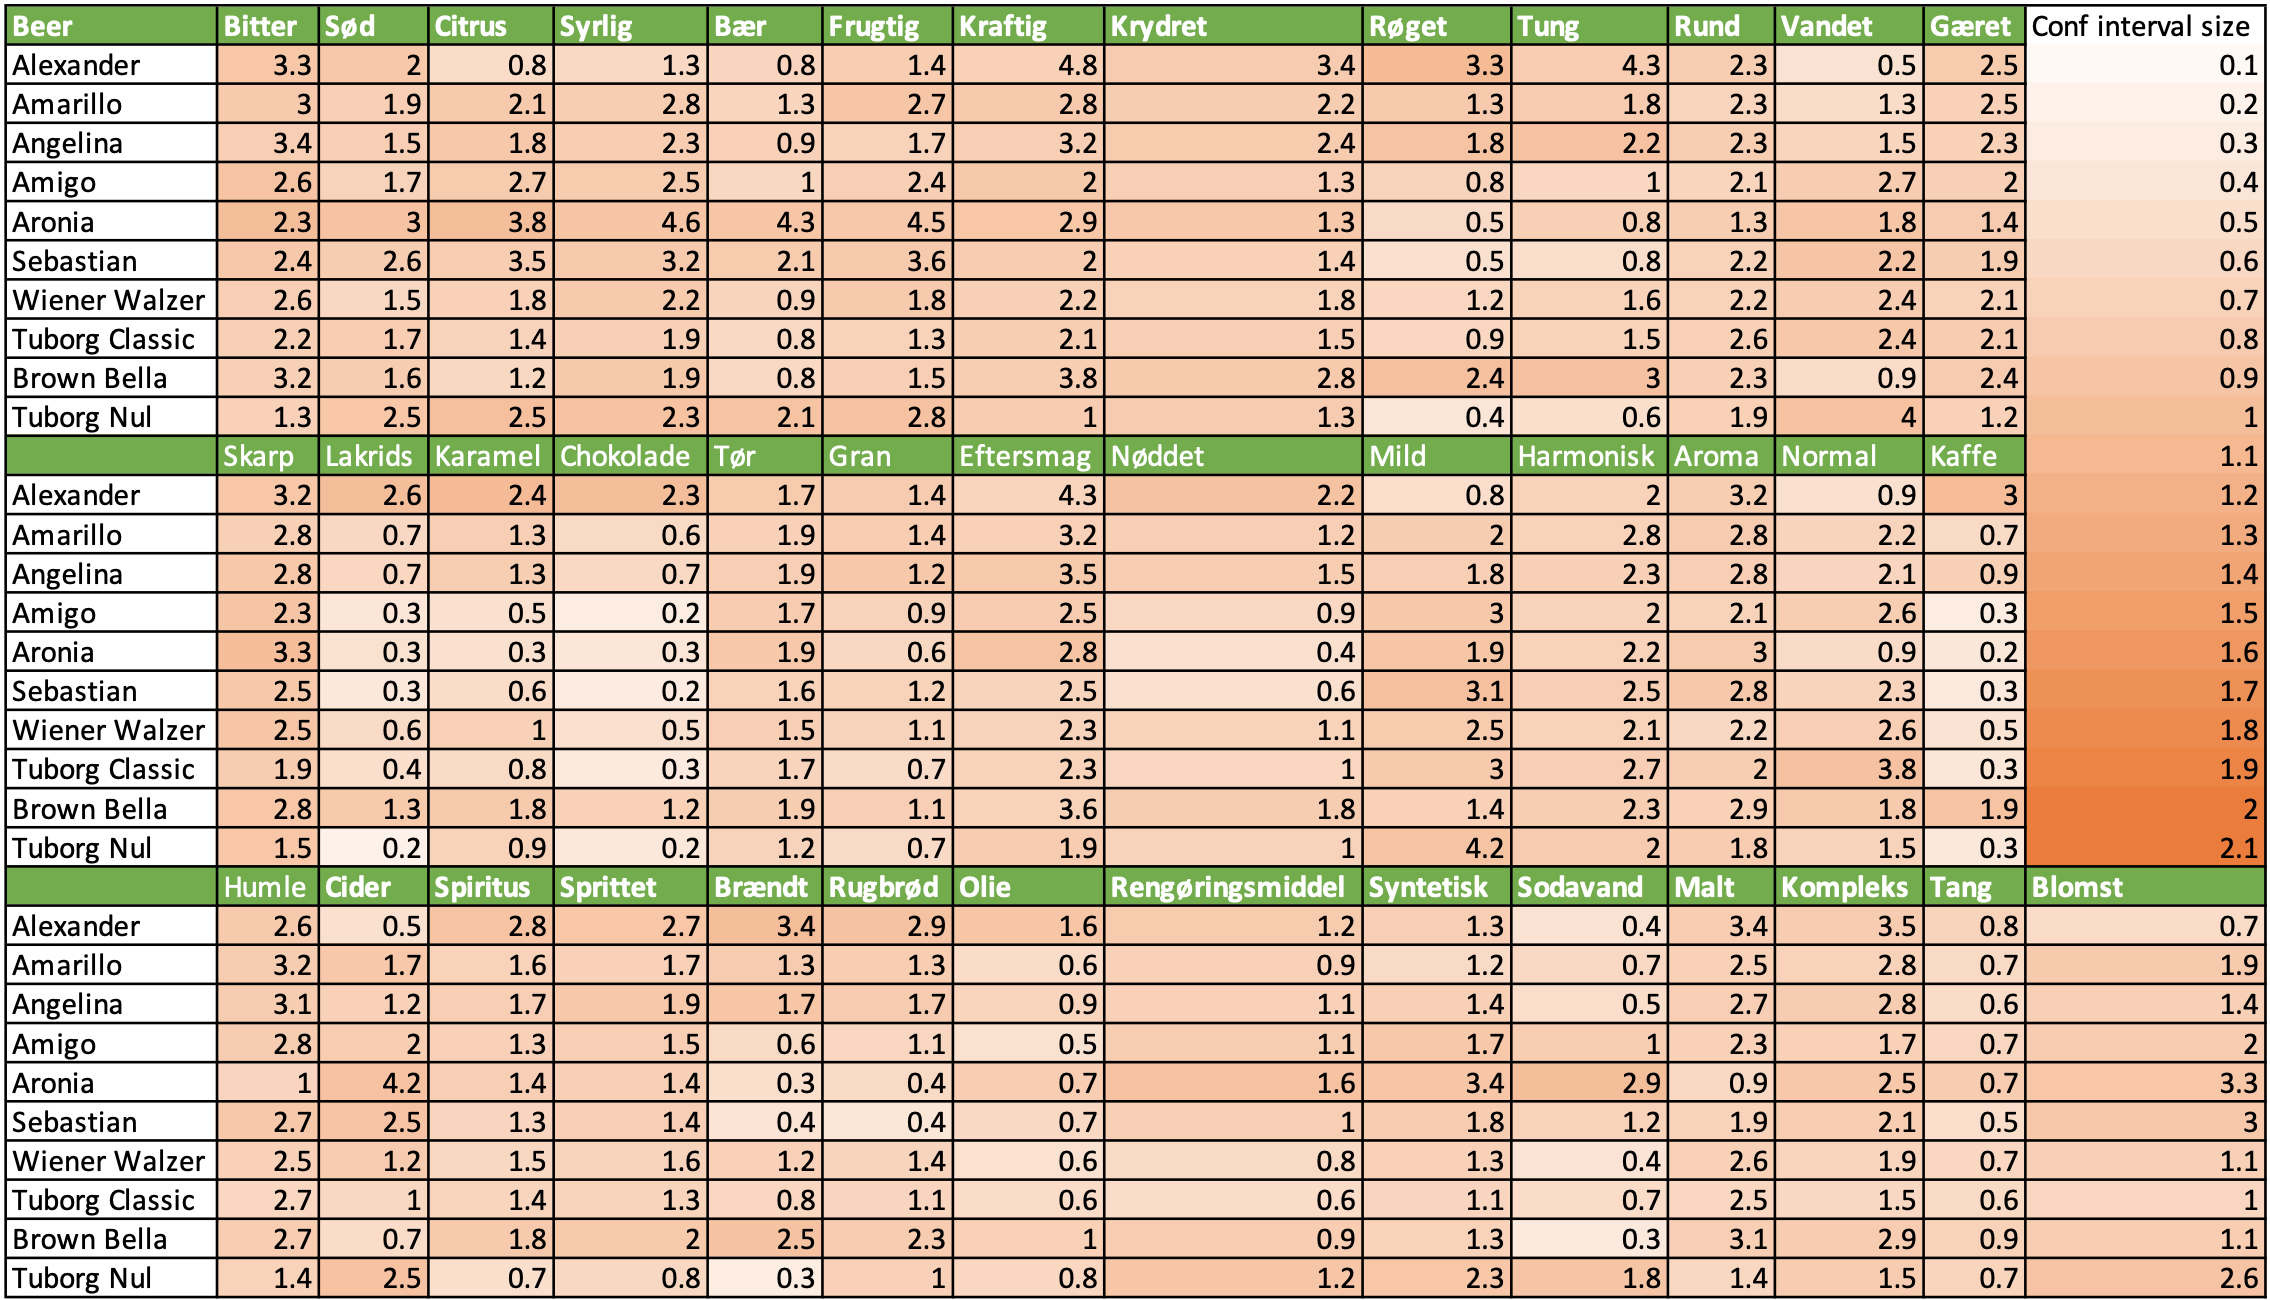 Beer Bitter Sød Citrus Syrlig Bær Frugtig Kraftig Krydret Røget Tung Rund Vandet Gæret Conf interval size
Alexander 3.3 2 0.8 1.3 0.8 1.4 4.8 3.4 3.3 4.3 2.3 0.5 2.5 0.1
Amarillo 3 1.9 2.1 2.8 1.3 2.7 2.8 2.2 1.3 1.8 2.3 1.3 2.5 0.2
Angelina 3.4 1.5 1.8 2.3 0.9 1.7 3.2 2.4 1.8 2.2 2.3 1.5 2.3 0.3
Amigo 2.6 1.7 2.7 2.5 1 2.4 2 1.3 0.8 1 2.1 2.7 2 0.4
Aronia 2.3 3 3.8 4.6 4.3 4.5 2.9 1.3 0.5 0.8 1.3 1.8 1.4 0.5
Sebastian 2.4 2.6 3.5 3.2 2.1 3.6 2 1.4 0.5 0.8 2.2 2.2 1.9 0.6
Wiener Walzer 2.6 1.5 1.8 2.2 0.9 1.8 2.2 1.8 1.2 1.6 2.2 2.4 2.1 0.7
Tuborg Classic 2.2 1.7 1.4 1.9 0.8 1.3 2.1 1.5 0.9 1.5 2.6 2.4 2.1 0.8
Brown Bella 3.2 1.6 1.2 1.9 0.8 1.5 3.8 2.8 2.4 3 2.3 0.9 2.4 0.9
Tuborg Nul 1.3 2.5 2.5 2.3 2.1 2.8 1 1.3 0.4 0.6 1.9 4 1.2 1
Skarp Lakrids Karamel Chokolade Tør Gran Eftersmag Nøddet Mild Harmonisk Aroma Normal Kaffe 1.1
Alexander 3.2 2.6 2.4 2.3 1.7 1.4 4.3 2.2 0.8 2 3.2 0.9 3 1.2
Amarillo 2.8 0.7 1.3 0.6 1.9 1.4 3.2 1.2 2 2.8 2.8 2.2 0.7 1.3
Angelina 2.8 0.7 1.3 0.7 1.9 1.2 3.5 1.5 1.8 2.3 2.8 2.1 0.9 1.4
Amigo 2.3 0.3 0.5 0.2 1.7 0.9 2.5 0.9 3 2 2.1 2.6 0.3 1.5
Aronia 3.3 0.3 0.3 0.3 1.9 0.6 2.8 0.4 1.9 2.2 3 0.9 0.2 1.6
Sebastian 2.5 0.3 0.6 0.2 1.6 1.2 2.5 0.6 3.1 2.5 2.8 2.3 0.3 1.7
Wiener Walzer 2.5 0.6 1 0.5 1.5 1.1 2.3 1.1 2.5 2.1 2.2 2.6 0.5 1.8
Tuborg Classic 1.9 0.4 0.8 0.3 1.7 0.7 2.3 1 3 2.7 2 3.8 0.3 1.9
Brown Bella 2.8 1.3 1.8 1.2 1.9 1.1 3.6 1.8 1.4 2.3 2.9 1.8 1.9 2
Tuborg Nul 1.5 0.2 0.9 0.2 1.2 0.7 1.9 1 4.2 2 1.8 1.5 0.3 2.1
Humle Cider Spiritus Sprittet Brændt Rugbrød Olie Rengøringsmiddel Syntetisk Sodavand Malt Kompleks Tang Blomst
Alexander 2.6 0.5 2.8 2.7 3.4 2.9 1.6 1.2 1.3 0.4 3.4 3.5 0.8 0.7
Amarillo 3.2 1.7 1.6 1.7 1.3 1.3 0.6 0.9 1.2 0.7 2.5 2.8 0.7 1.9
Angelina 3.1 1.2 1.7 1.9 1.7 1.7 0.9 1.1 1.4 0.5 2.7 2.8 0.6 1.4
Amigo 2.8 2 1.3 1.5 0.6 1.1 0.5 1.1 1.7 1 2.3 1.7 0.7 2
Aronia 1 4.2 1.4 1.4 0.3 0.4 0.7 1.6 3.4 2.9 0.9 2.5 0.7 3.3
Sebastian 2.7 2.5 1.3 1.4 0.4 0.4 0.7 1 1.8 1.2 1.9 2.1 0.5 3
Wiener Walzer 2.5 1.2 1.5 1.6 1.2 1.4 0.6 0.8 1.3 0.4 2.6 1.9 0.7 1.1
Tuborg Classic 2.7 1 1.4 1.3 0.8 1.1 0.6 0.6 1.1 0.7 2.5 1.5 0.6 1
Brown Bella 2.7 0.7 1.8 2 2.5 2.3 1 0.9 1.3 0.3 3.1 2.9 0.9 1.1
Tuborg Nul 1.4 2.5 0.7 0.8 0.3 1 0.8 1.2 2.3 1.8 1.4 1.5 0.7 2.6